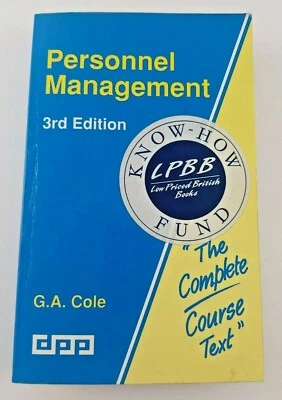 Personnel
Management
3rd Edition
KNOW-HOW
LPBB
Low Priced British
Books
FUND
"The
Complete
Course
Text"
G.A. Cole
dpp